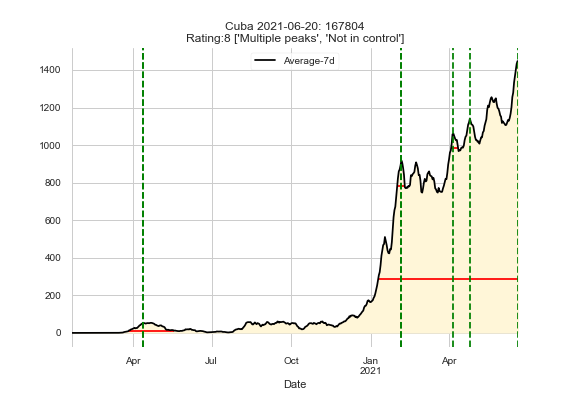 Cuba 2021-06-20: 167804
Rating:8 ['Multiple peaks', 'Not in control']
Average-7d
1400
1200
1000
800
600
400
200
0
Apr
Jul
Oct
Jan
2021
Apr
Date